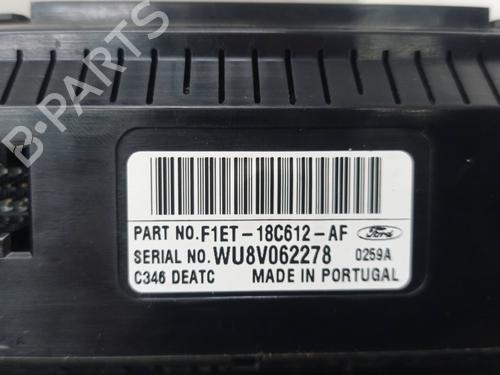 B-PARTS
PART NO.F1ET-18C612-AF Ford
SERIAL NO.WU8V062278 0259A
C346 DEATC MADE IN PORTUGAL